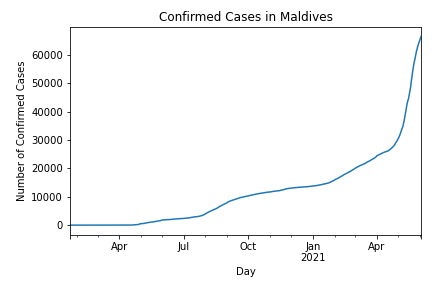 Confirmed Cases in Maldives
Number of Confirmed Cases
60000
50000
40000
30000
20000
10000
0
Apr Jul Oct Jan Apr
2021
Day